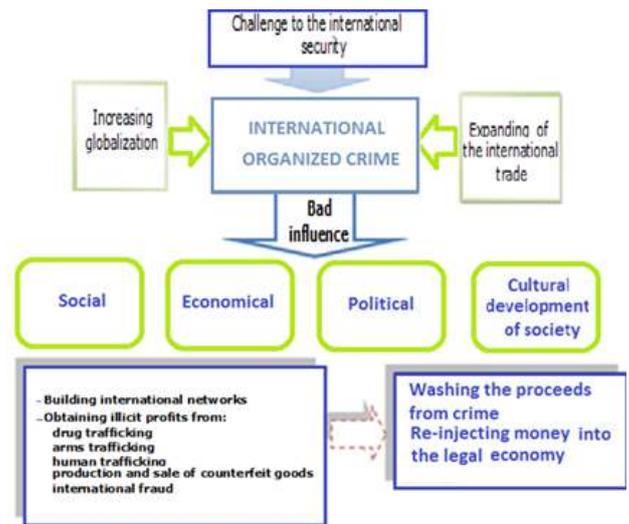 Challenge to the international
security
Increasing
globalization
INTERNATIONAL
ORGANIZED CRIME
Expanding of
the international
trade
Bad
influence
Social
Economical
Political
Cultural
development
of society
- Building international networks
- Obtaining illicit profits from:
drug trafficking
arms trafficking
human trafficking
production and sale of counterfeit goods
international fraud
Washing the proceeds
from crime
Re-injecting money into
the legal economy